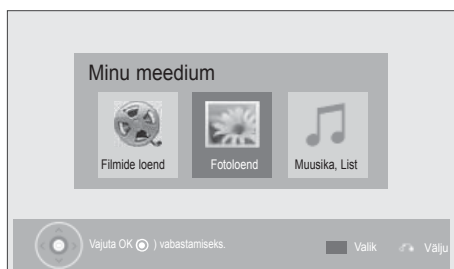 Minu meedium
Filmide loend
Fotoloend
Muusika, List
Vajuta OK ) vabastamiseks.
Valik
Välju